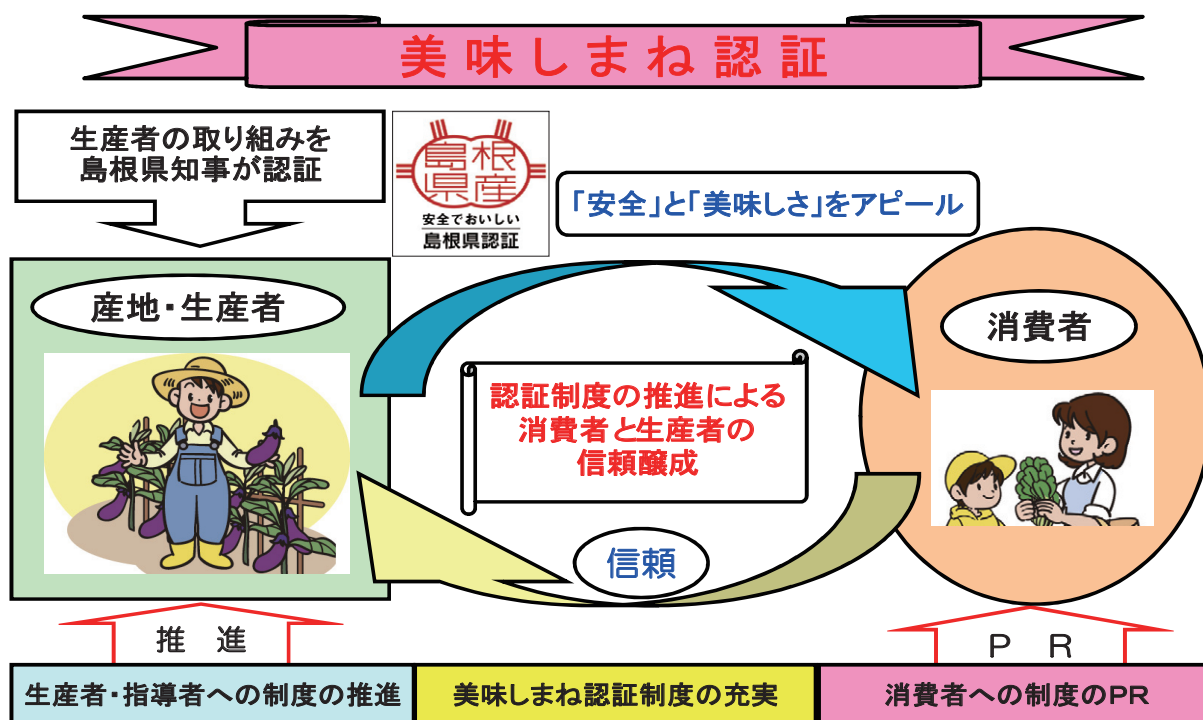 美味しまね認証
生産者の取り組みを
島根県知事が認証
島根
県産
安全でおいしい
島根県認証
「安全」と「美味しさ」をアピール
産地・生産者
消費者
認証制度の推進による
消費者と生産者の
信頼醸成
信頼
推 進
P R
生産者・指導者への制度の推進
美味しまね認証制度の充実
消費者への制度のPR